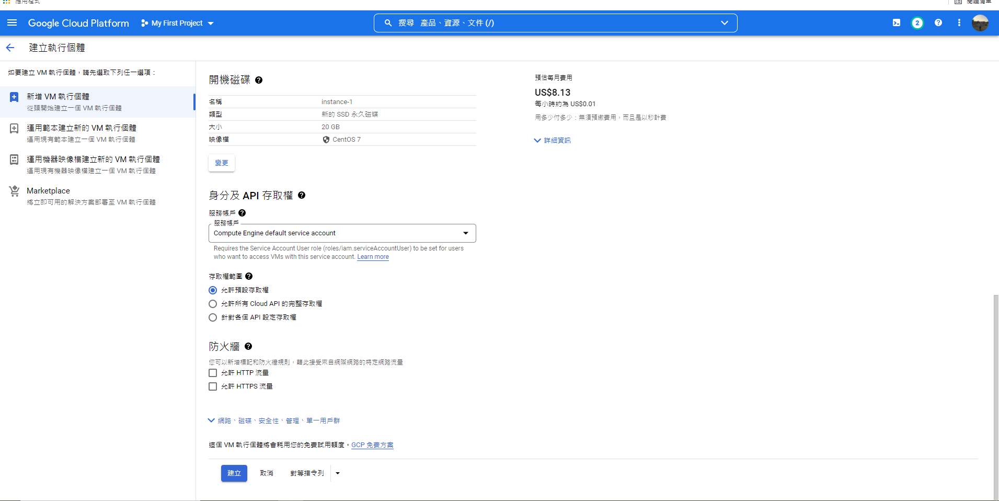 應用程式
閱讀清單
Google Cloud Platform
My First Project
搜尋 產品、資源、文件 (/)
2
建立執行個體
如要建立 VM 執行個體，請先選取下列任一選項：
新增 VM 執行個體
從頭開始建立一個 VM 執行個體
運用範本建立新的 VM 執行個體
運用現有範本建立一個 VM 執行個體
運用機器映像檔建立新的 VM 執行個體
運用現有機器映像檔建立一個 VM 執行個體
Marketplace
將立即可用的解決方案部署至 VM 執行個體
開機磁碟
名稱 instance-1
類型 新的 SSD 永久磁碟
大小 20 GB
映像檔 CentOS 7
變更
身分及 API 存取權
服務帳戶
服務帳戶
Compute Engine default service account
Requires the Service Account User role (roles/iam.serviceAccountUser) to be set for users
who want to access VMs with this service account. Learn more
存取權範圍
允許預設存取權
允許所有 Cloud API 的完整存取權
針對各個 API 設定存取權
防火牆
您可以新增標記和防火牆規則，藉此接受來自網際網路的特定網路流量
允許 HTTP 流量
允許 HTTPS 流量
網路、磁碟、安全性、管理、單一用戶群
這個 VM 執行個體將會耗用您的免費試用額度。GCP 免費方案
建立
取消
對等指令列
預估每月費用
US$8.13
每小時約為 US$0.01
用多少付多少：無須預繳費用，而且是以秒計費
詳細資訊